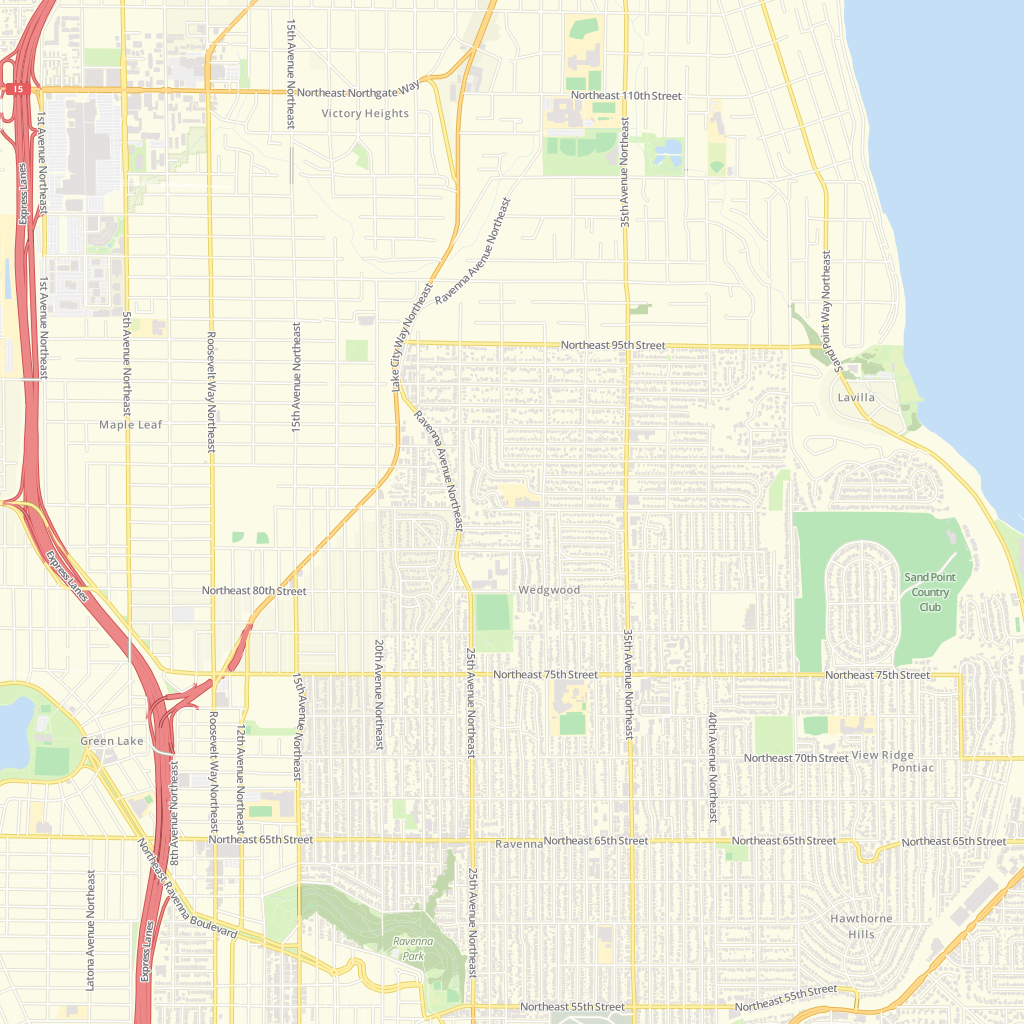 15th Avenue Northeast
I 5
Northeast Northgate Way
Northeast 110th Street
Victory Heights
1st Avenue Northeast
35th Avenue Northeast
Express Lanes
Ravenna Avenue Northeast
Sand Point Way Northeast
1st Avenue Northeast
5th Avenue Northeast
Roosevelt Way Northeast
15th Avenue Northeast
Lake City Way Northeast
Northeast 95th Street
Lavilla
Maple Leaf
Ravenna Avenue Northeast
Express Lanes
Northeast 80th Street
Wedgwood
Sand Point
Country
Club
20th Avenue Northeast
25th Avenue Northeast
35th Avenue Northeast
Northeast 75th Street
Northeast 75th Street
15th Avenue Northeast
Roosevelt Way Northeast
12th Avenue Northeast
40th Avenue Northeast
Green Lake
Northeast 70th Street
View Ridge
Pontiac
8th Avenue Northeast
Northeast 65th Street
Ravenna
Northeast 65th Street
Northeast 65th Street
Northeast 65th Street
Northeast Ravenna Boulevard
Latona Avenue Northeast
25th Avenue Northeast
Hawthorne
Hills
Express Lanes
Ravenna
Park
Northeast 55th Street
Northeast 55th Street